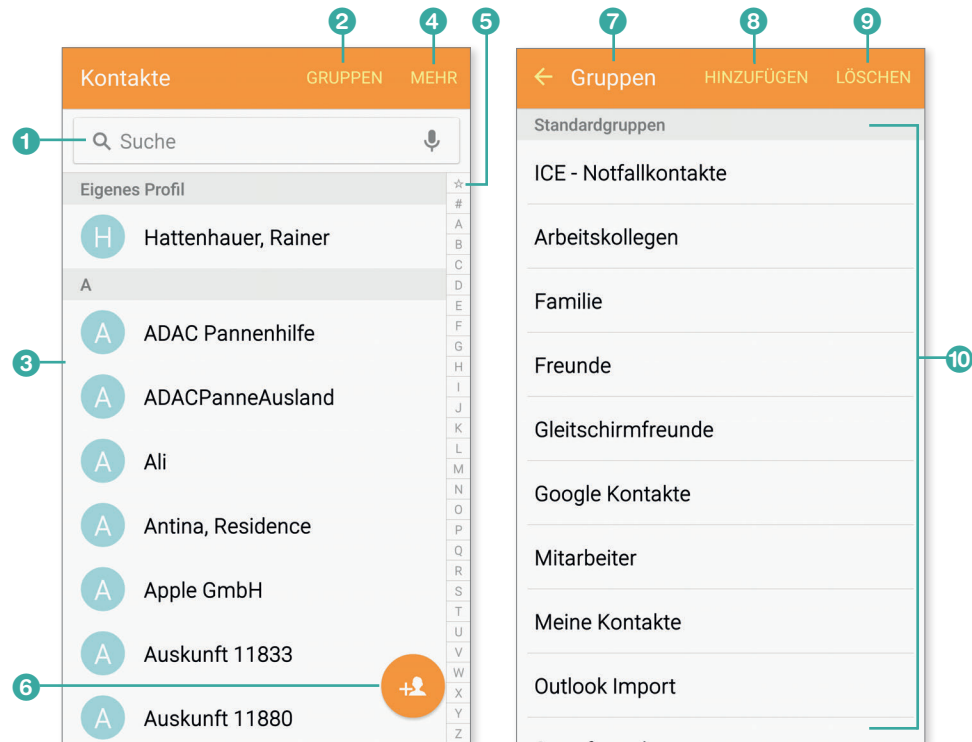 2 4 5 7 8 9
Kontakte GRUPPEN MEHR
1 Suche
Eigenes Profil
H Hattenhauer, Rainer
A
A ADAC Pannenhilfe
3
A ADACPanneAusland
A Ali
A Antina, Residence
A Apple GmbH
A Auskunft 11833
6
A Auskunft 11880
☆
#
A
B
C
D
E
F
G
H
I
J
K
L
M
N
O
P
Q
R
S
T
U
V
W
X
Y
Z
← Gruppen HINZUFÜGEN LÖSCHEN
Standardgruppen
ICE - Notfallkontakte
Arbeitskollegen
Familie
Freunde
10
Gleitschirmfreunde
Google Kontakte
Mitarbeiter
Meine Kontakte
Outlook Import